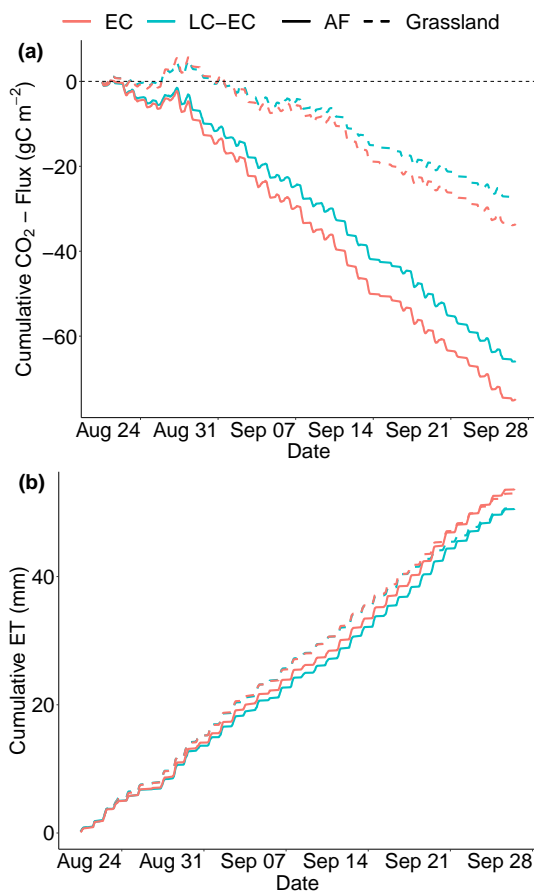 EC LC−EC AF Grassland
(a)
Cumulative CO₂ − Flux (gC m⁻²)
0
−20
−40
−60
Aug 24 Aug 31 Sep 07 Sep 14 Sep 21 Sep 28
Date
(b)
Cumulative ET (mm)
40
20
0
Aug 24 Aug 31 Sep 07 Sep 14 Sep 21 Sep 28
Date